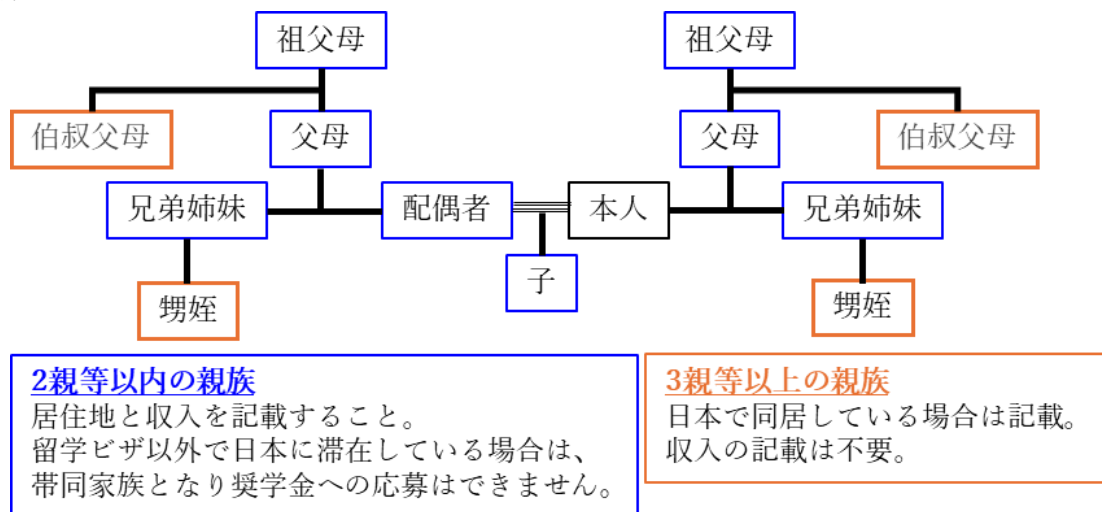 祖父母
祖父母
伯叔父母
父母
父母
伯叔父母
兄弟姉妹
配偶者
本人
兄弟姉妹
子
甥姪
甥姪
2親等以内の親族
居住地と収入を記載すること。
留学ビザ以外で日本に滞在している場合は、
帯同家族となり奨学金への応募はできません。
3親等以上の親族
日本で同居している場合は記載。
収入の記載は不要。